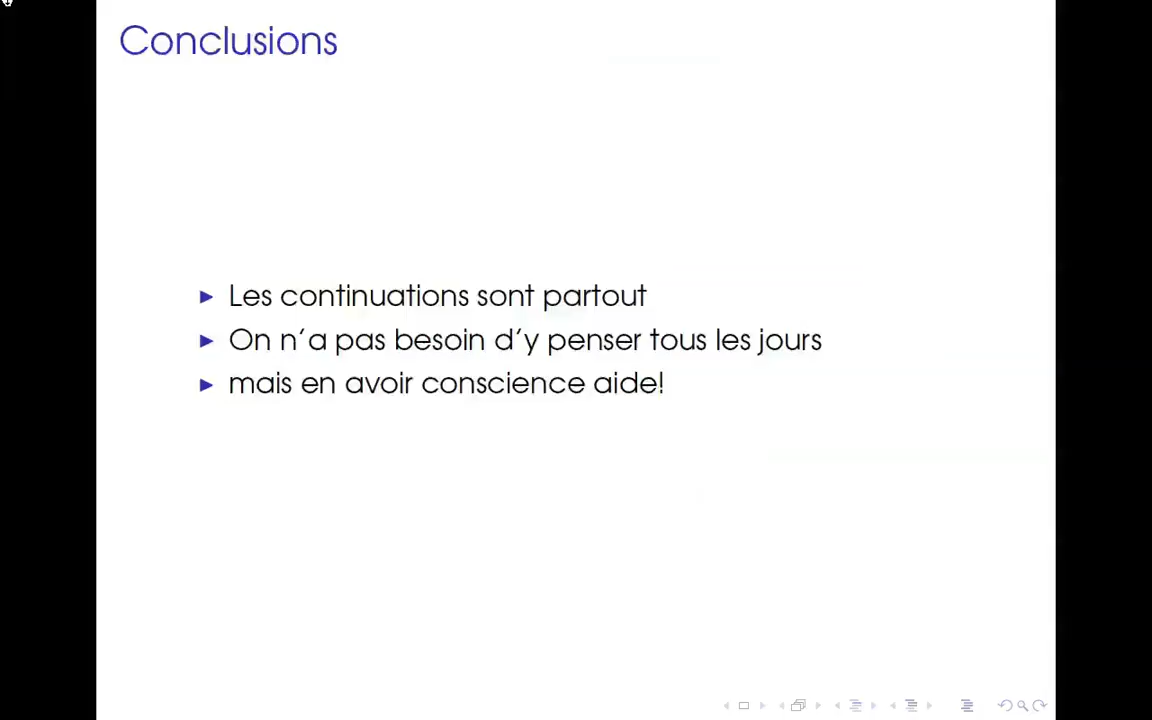 Conclusions
Les continuations sont partout
On n'a pas besoin d'y penser tous les jours
mais en avoir conscience aide!